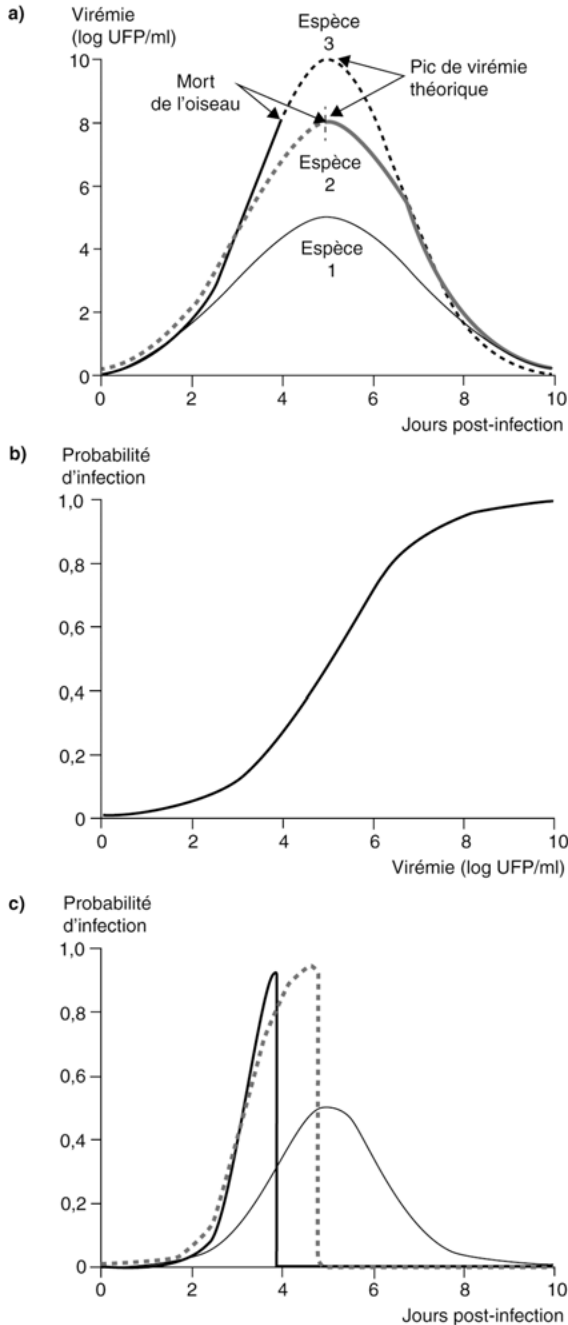 a)
Virémie
(log UFP/ml)
Espèce
3
10
Mort
de l'oiseau
Pic de virémie
théorique
8
Espèce
2
6
4
Espèce
1
2
0
0 2 4 6 8 10
Jours post-infection
b)
Probabilité
d'infection
1,0
0,8
0,6
0,4
0,2
0
0 2 4 6 8 10
Virémie (log UFP/ml)
c)
Probabilité
d'infection
1,0
0,8
0,6
0,4
0,2
0
0 2 4 6 8 10
Jours post-infection